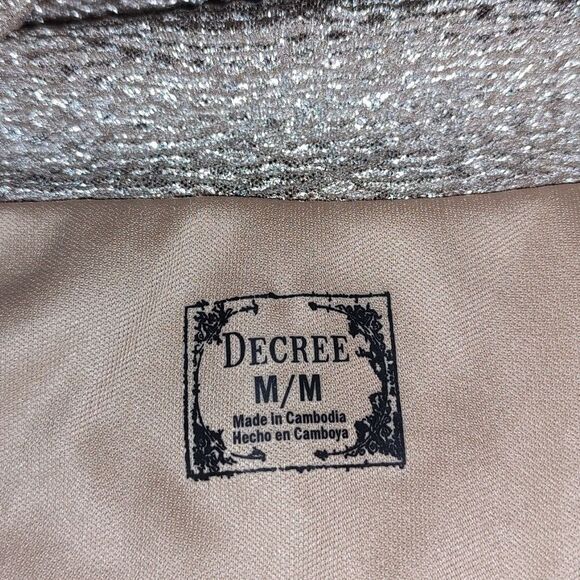 DECREE
M/M
Made in Cambodia
Hecho en Camboya